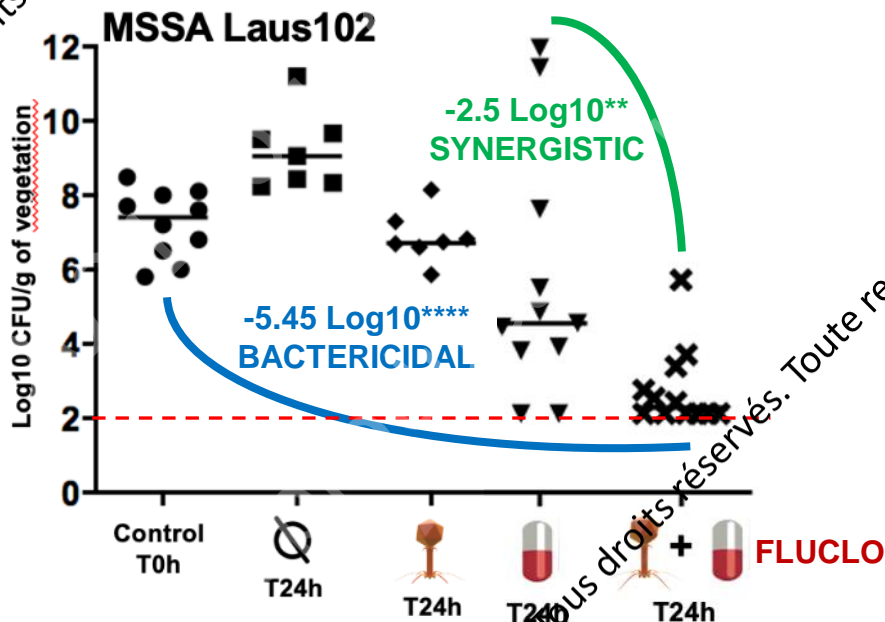 MSSA Laus102
12
10
8
6
4
2
0
Log10 CFU/g of vegetation
-2.5 Log10**
SYNERGISTIC
-5.45 Log10****
BACTERICIDAL
Control
T0h
T24h
T24h
T24h
+
T24h
FLUCLO
ous droits réservés. Toute re